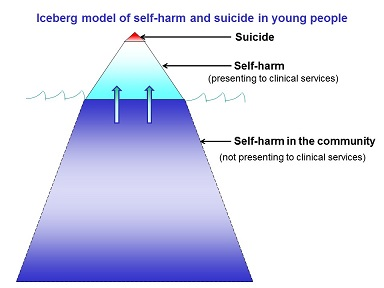 Iceberg model of self-harm and suicide in young people
Suicide
Self-harm
(presenting to clinical services)
Self-harm in the community
(not presenting to clinical services)